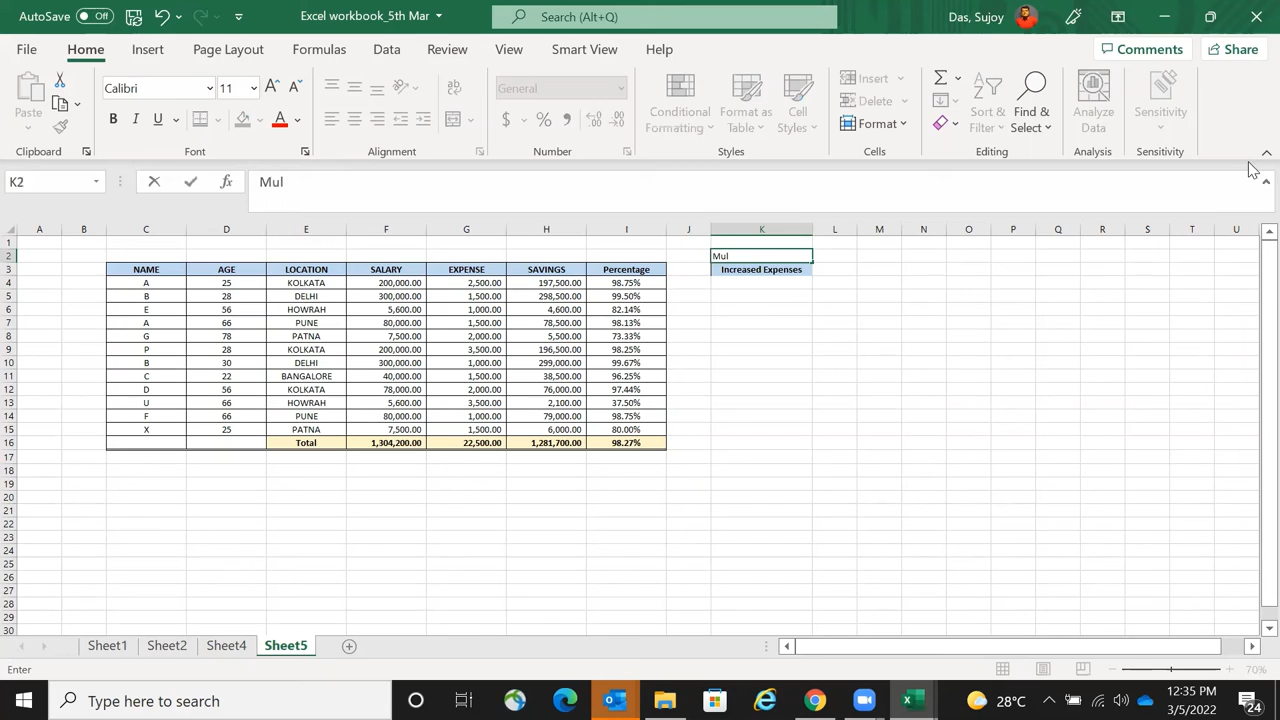 AutoSave Off Excel workbook_5th Mar Search (Alt+Q) Das, Sujoy
File Home Insert Page Layout Formulas Data Review View Smart View Help Comments Share
Calibri 11 General Insert
Paste Conditional Format as Cell Delete Sort & Find & Analyze Sensitivity
B I U A $ % Formatting Table Styles Format Filter Select Data
Clipboard Font Alignment Number Styles Cells Editing Analysis Sensitivity
K2 fx Mul
A B C D E F G H I J K L M N O P Q R S T U
1
2 Mul
3 NAME AGE LOCATION SALARY EXPENSE SAVINGS Percentage Increased Expenses
4 A 25 KOLKATA 200,000.00 2,500.00 197,500.00 98.75%
5 B 28 DELHI 300,000.00 1,500.00 298,500.00 99.50%
6 E 56 HOWRAH 5,600.00 1,000.00 4,600.00 82.14%
7 A 66 PUNE 80,000.00 1,500.00 78,500.00 98.13%
8 G 78 PATNA 7,500.00 2,000.00 5,500.00 73.33%
9 P 28 KOLKATA 200,000.00 3,500.00 196,500.00 98.25%
10 B 30 DELHI 300,000.00 1,000.00 299,000.00 99.67%
11 C 22 BANGALORE 40,000.00 1,500.00 38,500.00 96.25%
12 D 56 KOLKATA 78,000.00 2,000.00 76,000.00 97.44%
13 U 66 HOWRAH 5,600.00 3,500.00 2,100.00 37.50%
14 F 66 PUNE 80,000.00 1,000.00 79,000.00 98.75%
15 X 25 PATNA 7,500.00 1,500.00 6,000.00 80.00%
16 Total 1,304,200.00 22,500.00 1,281,700.00 98.27%
17
18
19
20
21
22
23
24
25
26
27
28
29
30
Sheet1 Sheet2 Sheet4 Sheet5
Enter 70%
Type here to search 28°C 12:35 PM
3/5/2022 24